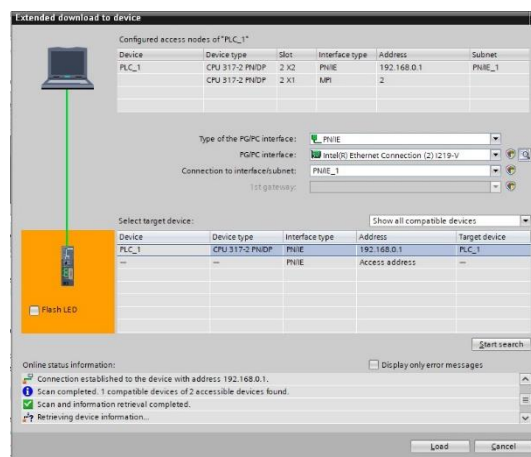 Extended download to device
Configured access nodes of "PLC_1"
Device Device type Slot Interface type Address Subnet
PLC_1 CPU 317-2 PN/DP 2 X2 PN/IE 192.168.0.1 PN/IE_1
CPU 317-2 PN/DP 2 X1 MPI 2
Type of the PG/PC interface: PN/IE
PG/PC interface: Intel(R) Ethernet Connection (2) I219-V
Connection to interface/subnet: PN/IE_1
1st gateway:
Select target device: Show all compatible devices
Device Device type Interface type Address Target device
PLC_1 CPU 317-2 PN/DP PN/IE 192.168.0.1 PLC_1
— — PN/IE Access address —
Flash LED
Start search
Online status information: Display only error messages
Connection established to the device with address 192.168.0.1.
Scan completed. 1 compatible devices of 2 accessible devices found.
Scan and information retrieval completed.
Retrieving device information...
Load Cancel